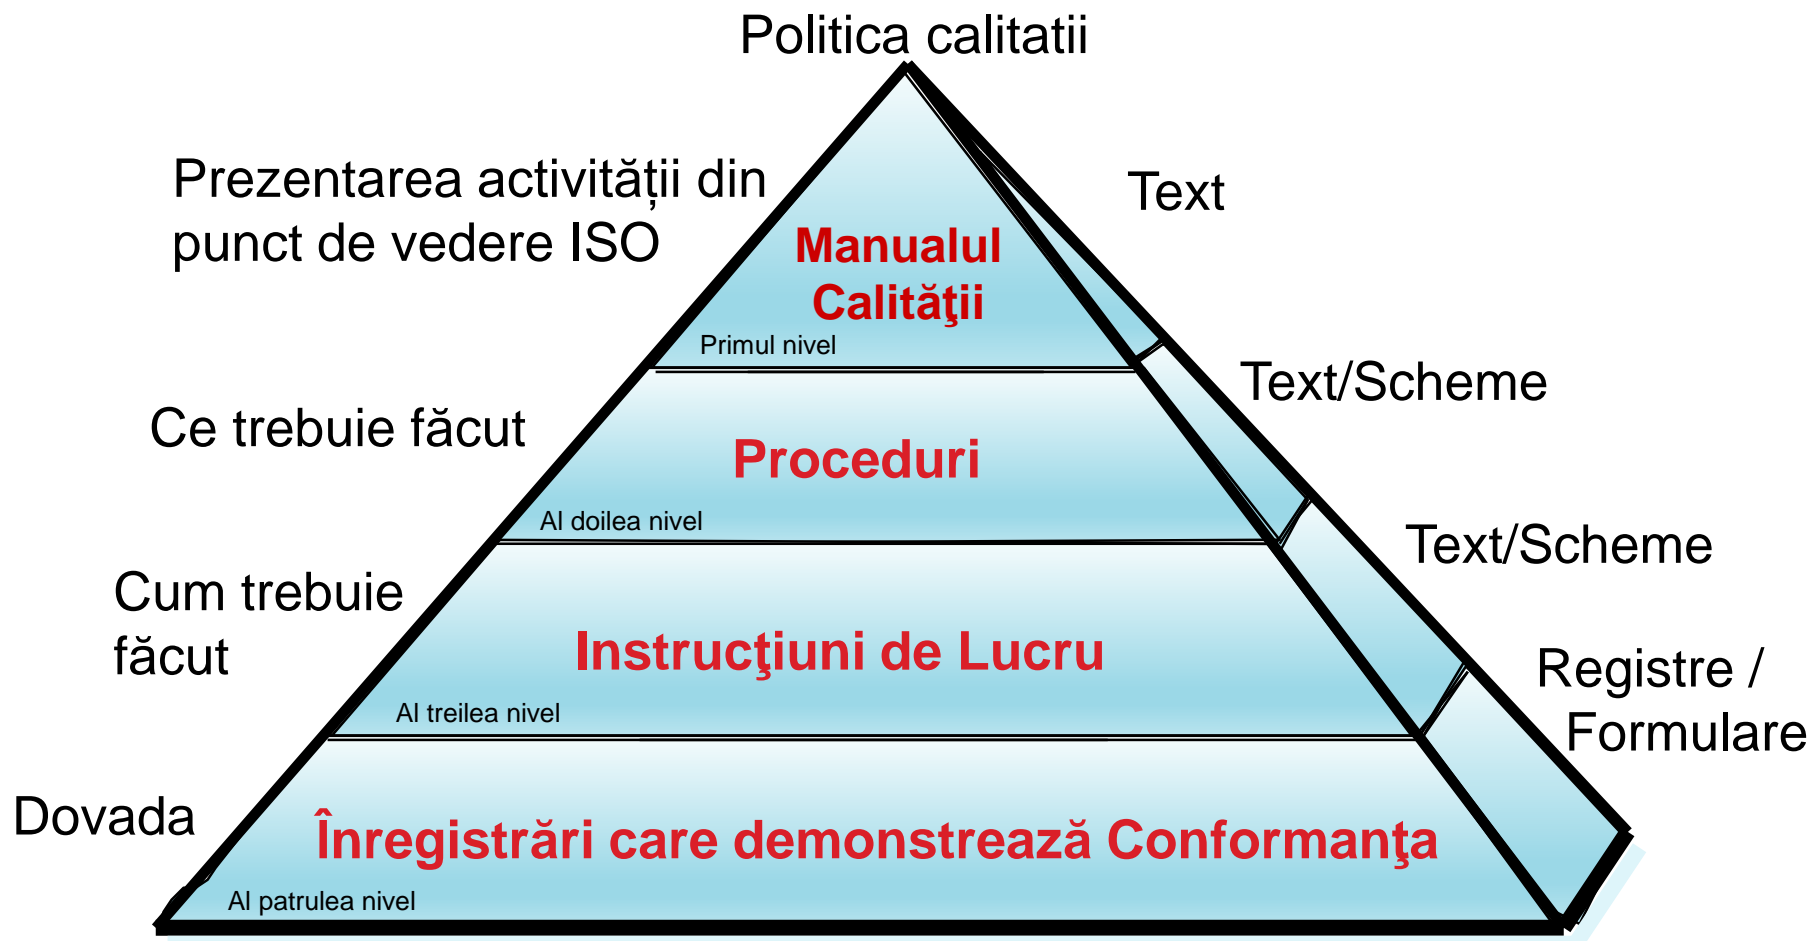 Politica calitatii
Prezentarea activității din
punct de vedere ISO
Text
Manualul
Calităţii
Primul nivel
Text/Scheme
Ce trebuie făcut
Proceduri
Al doilea nivel
Text/Scheme
Cum trebuie
făcut
Instrucţiuni de Lucru
Registre /
Formulare
Al treilea nivel
Dovada
Înregistrări care demonstrează Conformanţa
Al patrulea nivel